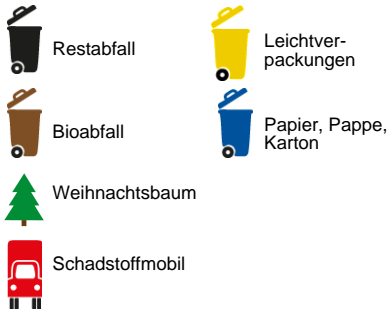 Restabfall
Leichtver-
packungen
Bioabfall
Papier, Pappe,
Karton
Weihnachtsbaum
Schadstoffmobil